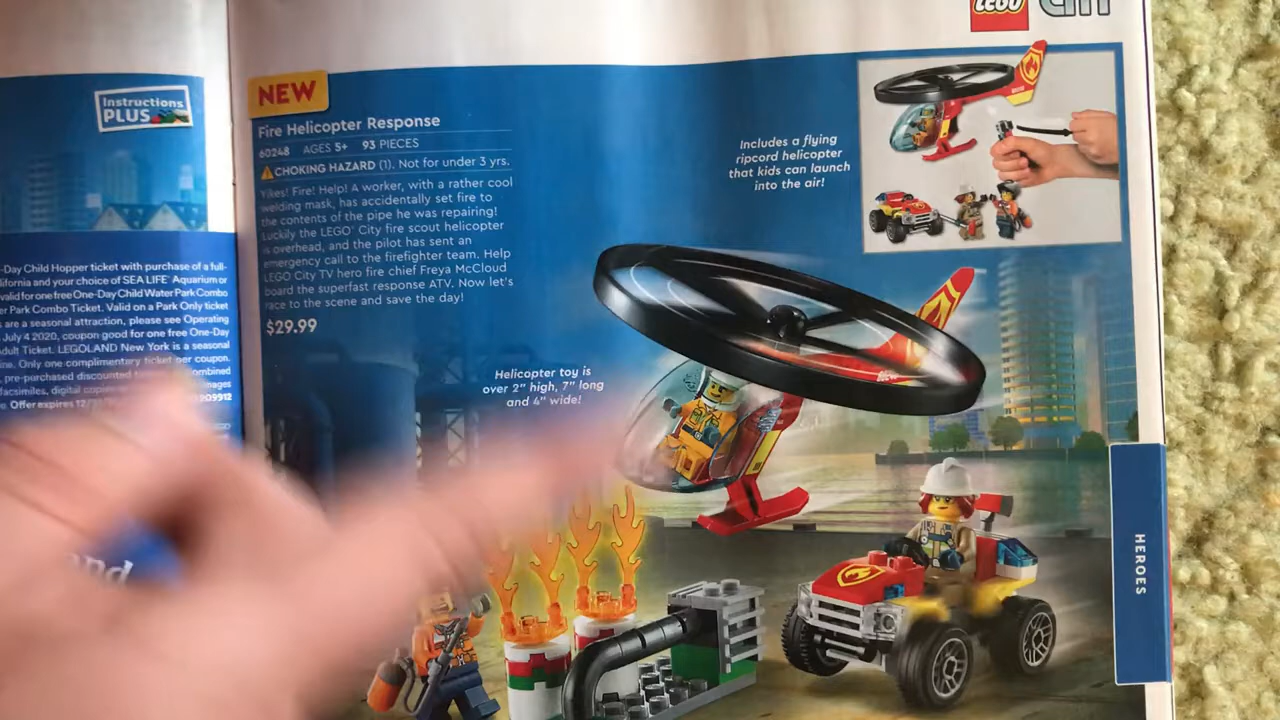 Instructions
PLUS
-Day Child Hopper ticket with purchase of a full-
lifornia and your choice of SEA LIFE® Aquarium or
valid for one free One-Day Child Water Park Combo
er Park Combo Ticket. Valid on a Park Only ticket
s are a seasonal attraction, please see Operating
July 4 2020, coupon good for one free One-Day
dult Ticket. LEGOLAND New York is a seasonal
ine. Only one complimentary ticket per coupon.
, pre-purchased discounted ombined
facsimiles, digital
Offer expires 12/
209912
and
LEGO CITY
NEW
Fire Helicopter Response
60248 AGES 5+ 93 PIECES
CHOKING HAZARD (1). Not for under 3 yrs.
Yikes! Fire! Help! A worker, with a rather cool
welding mask, has accidentally set fire to
the contents of the pipe he was repairing!
Luckily the LEGO® City fire scout helicopter
is overhead, and the pilot has sent an
emergency call to the firefighter team. Help
LEGO City TV hero fire chief Freya McCloud
board the superfast response ATV. Now let's
race to the scene and save the day!
$29.99
Includes a flying
ripcord helicopter
that kids can launch
into the air!
Helicopter toy is
over 2" high, 7" long
and 4" wide!
HEROES